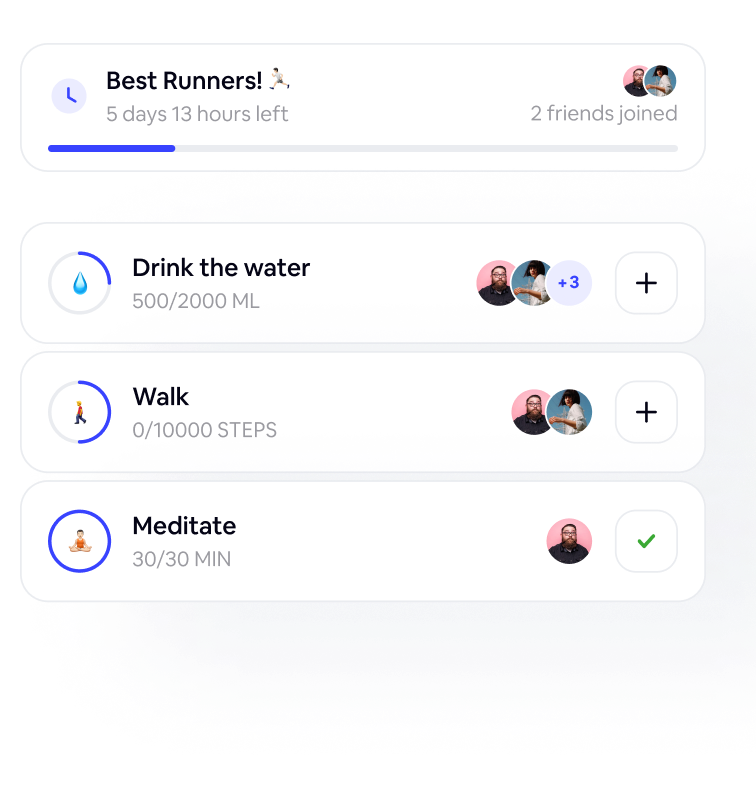 Best Runners! 🏃🏻
5 days 13 hours left
2 friends joined
Drink the water
500/2000 ML
+3
Walk
0/10000 STEPS
Meditate
30/30 MIN